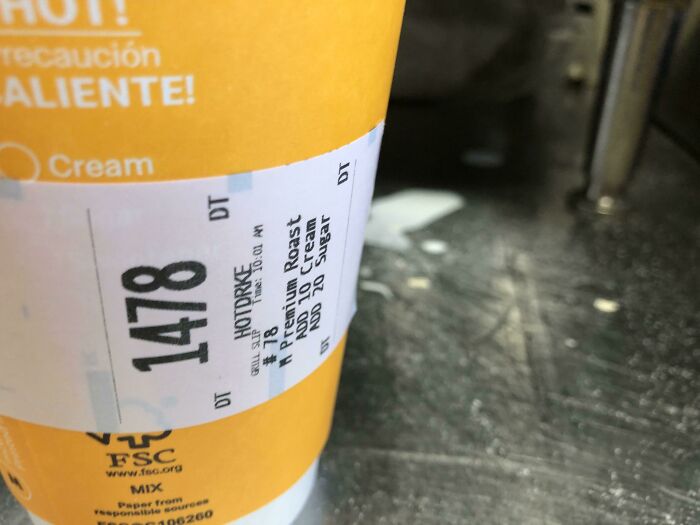 HOT!
recaución
ALIENTE!
Cream
DT
DT
1478
HOTDRKE
GRILL SLIP Time: 10:01 AM
# 78
M Premium Roast
ADD 10 Cream
ADD 20 Sugar
DT
DT
FSC
www.fsc.org
MIX
Paper from
responsible sources
106260